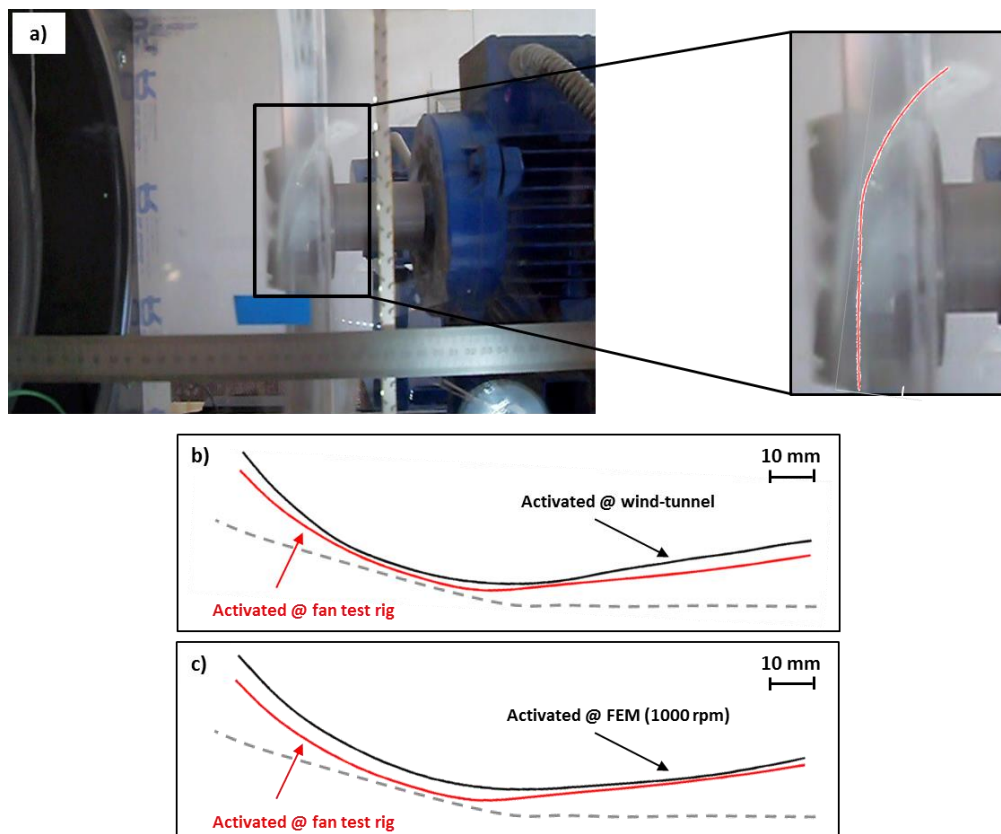 a)
b)
10 mm
Activated @ wind-tunnel
Activated @ fan test rig
c)
10 mm
Activated @ FEM (1000 rpm)
Activated @ fan test rig